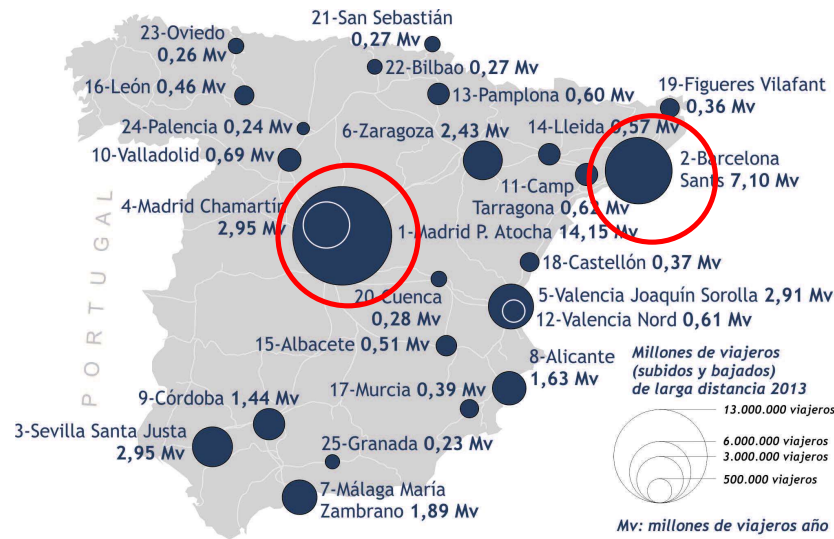 21-San Sebastián
0,27 Mv
23-Oviedo
0,26 Mv
22-Bilbao 0,27 Mv
16-León 0,46 Mv
13-Pamplona 0,60 Mv
19-Figueres Vilafant
0,36 Mv
24-Palencia 0,24 Mv
6-Zaragoza 2,43 Mv
14-Lleida 0,57 Mv
10-Valladolid 0,69 Mv
2-Barcelona
Sants 7,10 Mv
11-Camp
Tarragona 0,62 Mv
4-Madrid Chamartín
2,95 Mv
1-Madrid P. Atocha 14,15 Mv
PORTUGAL
18-Castellón 0,37 Mv
20-Cuenca
0,28 Mv
5-Valencia Joaquín Sorolla 2,91 Mv
12-Valencia Nord 0,61 Mv
15-Albacete 0,51 Mv
8-Alicante
1,63 Mv
17-Murcia 0,39 Mv
9-Córdoba 1,44 Mv
3-Sevilla Santa Justa
2,95 Mv
25-Granada 0,23 Mv
7-Málaga María
Zambrano 1,89 Mv
Millones de viajeros
(subidos y bajados)
de larga distancia 2013
13.000.000 viajeros
6.000.000 viajeros
3.000.000 viajeros
500.000 viajeros
Mv: millones de viajeros año